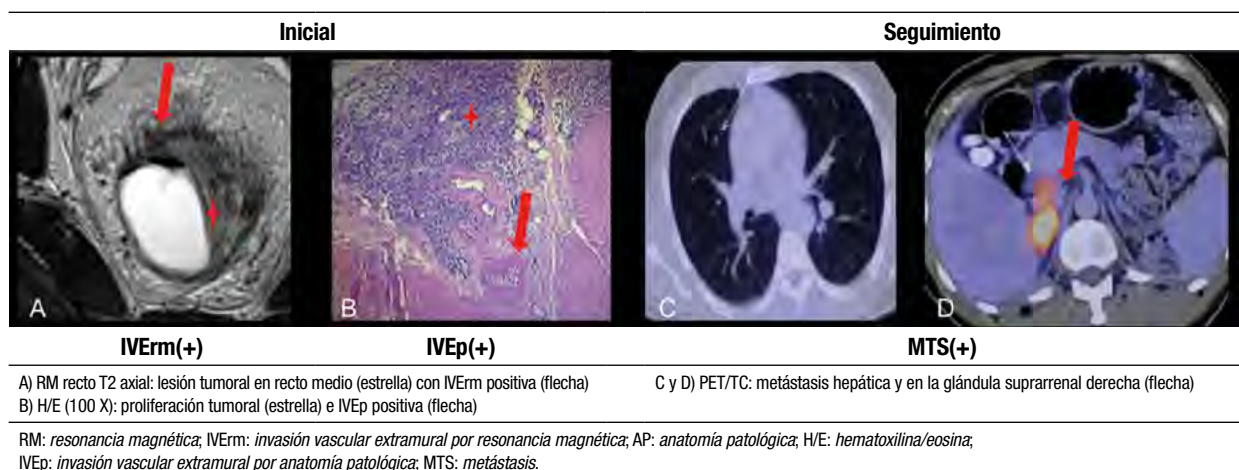 Inicial
Seguimiento
A
B
C
D
IVErm(+)
IVEp(+)
MTS(+)
A) RM recto T2 axial: lesión tumoral en recto medio (estrella) con IVErm positiva (flecha)
B) H/E (100 X): proliferación tumoral (estrella) e IVEp positiva (flecha)
C y D) PET/TC: metástasis hepática y en la glándula suprarrenal derecha (flecha)
RM: resonancia magnética; IVErm: invasión vascular extramural por resonancia magnética; AP: anatomía patológica; H/E: hematoxilina/eosina;
IVEp: invasión vascular extramural por anatomía patológica; MTS: metástasis.